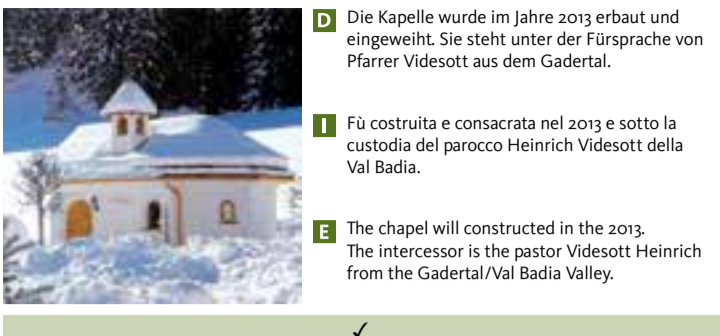 D Die Kapelle wurde im Jahre 2013 erbaut und
eingeweiht. Sie steht unter der Fürsprache von
Pfarrer Videsott aus dem Gadertal.
I Fù costruita e consacrata nel 2013 e sotto la
custodia del parocco Heinrich Videsott della
Val Badia.
E The chapel will constructed in the 2013.
The intercessor is the pastor Videsott Heinrich
from the Gadertal/Val Badia Valley.
✓